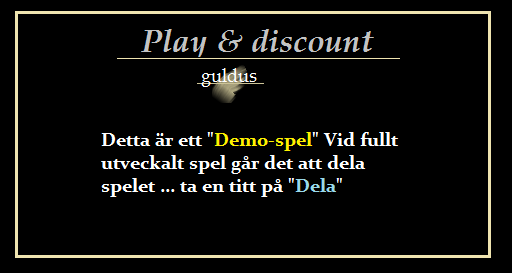 Play & discount
guldus
Detta är ett "Demo-spel" Vid fullt
utveckalt spel går det att dela
spelet ... ta en titt på "Dela"